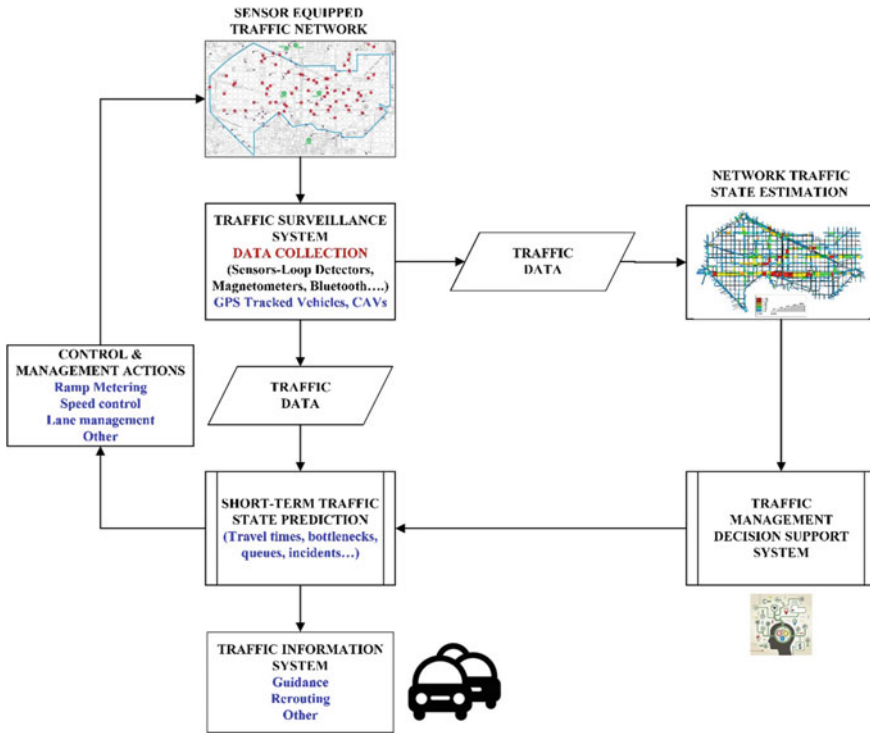 SENSOR EQUIPPED
TRAFFIC NETWORK
NETWORK TRAFFIC
STATE ESTIMATION
TRAFFIC SURVEILLANCE
SYSTEM
DATA COLLECTION
(Sensors-Loop Detectors,
Magnetometers, Bluetooth….)
GPS Tracked Vehicles, CAVs
TRAFFIC
DATA
CONTROL &
MANAGEMENT ACTIONS
Ramp Metering
Speed control
Lane management
Other
TRAFFIC
DATA
SHORT-TERM TRAFFIC
STATE PREDICTION
(Travel times, bottlenecks,
queues, incidents…)
TRAFFIC
MANAGEMENT
DECISION SUPPORT
SYSTEM
TRAFFIC INFORMATION
SYSTEM
Guidance
Rerouting
Other